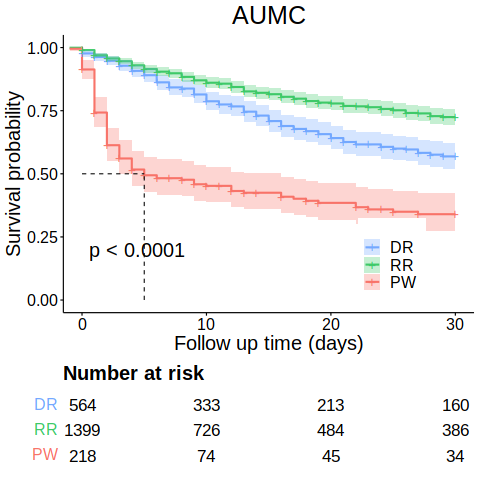 AUMC
Survival probability
1.00
0.75
0.50
0.25
0.00
p < 0.0001
DR
RR
PW
0 10 20 30
Follow up time (days)
Number at risk
DR 564 333 213 160
RR 1399 726 484 386
PW 218 74 45 34